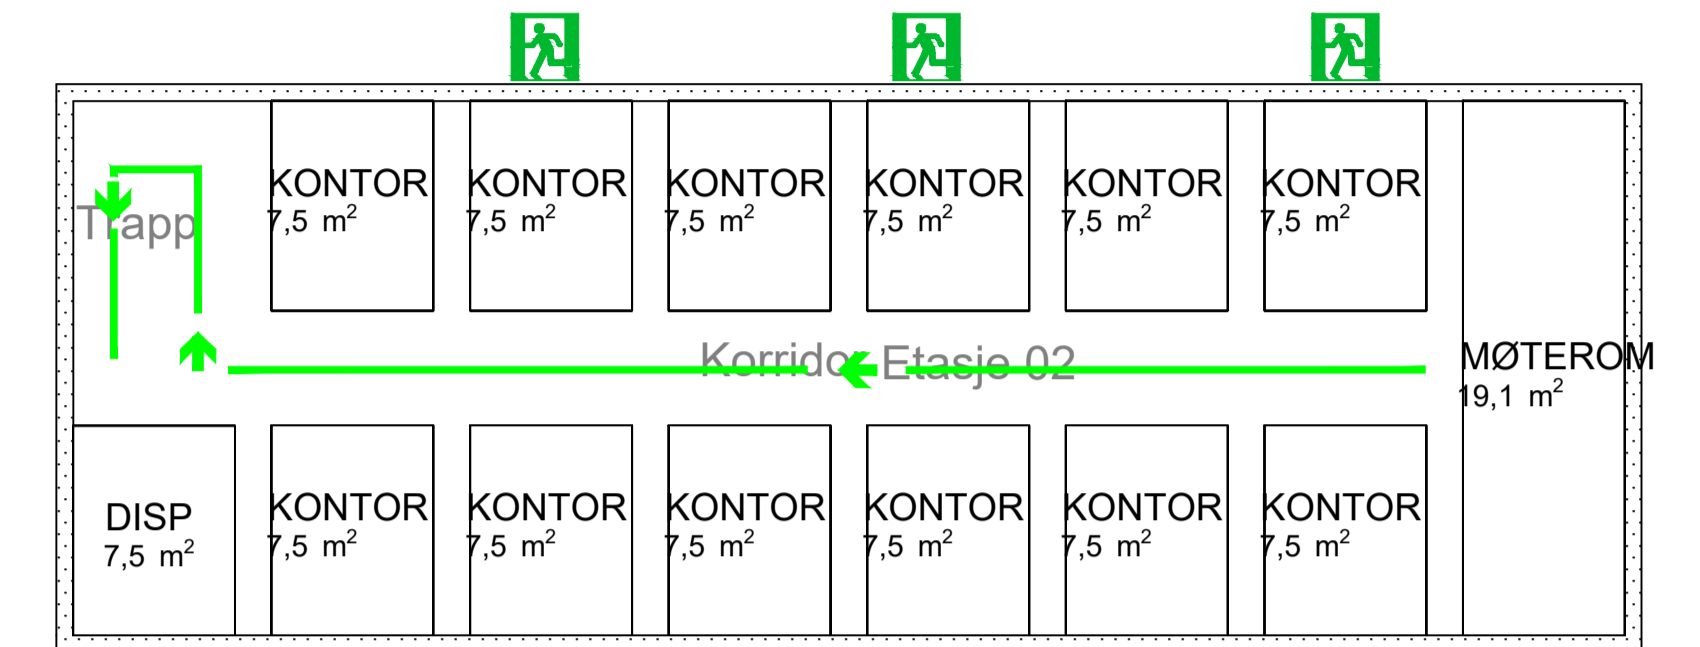 KONTOR KONTOR KONTOR KONTOR KONTOR KONTOR
7,5 m² 7,5 m² 7,5 m² 7,5 m² 7,5 m² 7,5 m²
Trapp
Korridor Etasje 02
MØTEROM
19,1 m²
DISP KONTOR KONTOR KONTOR KONTOR KONTOR KONTOR
7,5 m² 7,5 m² 7,5 m² 7,5 m² 7,5 m² 7,5 m² 7,5 m²